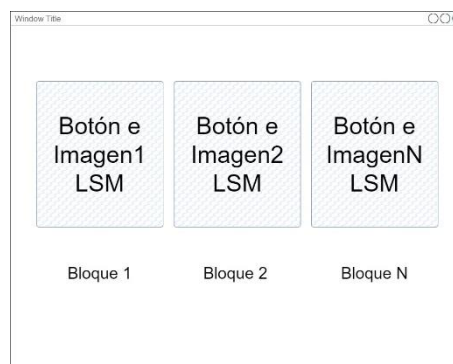 Window Title
Botón e Botón e Botón e
Imagen1 Imagen2 ImagenN
LSM LSM LSM
Bloque 1 Bloque 2 Bloque N